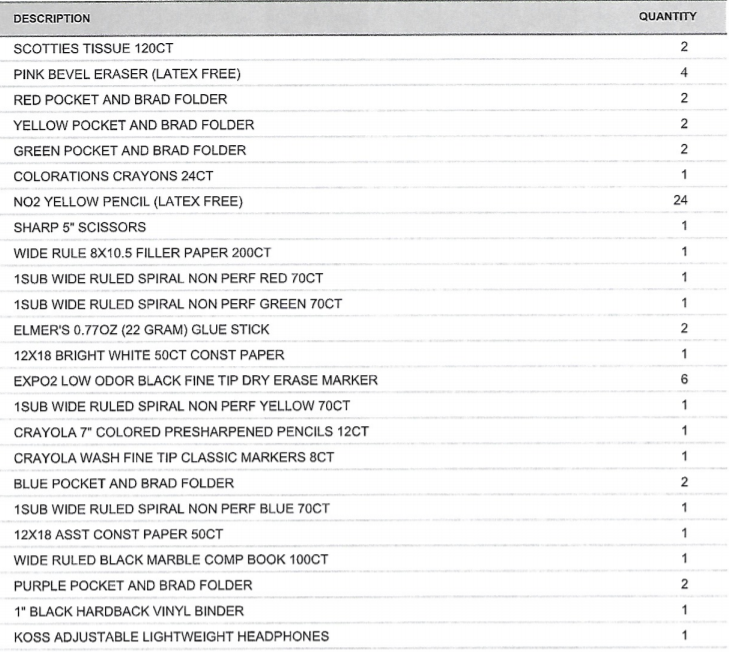 DESCRIPTION QUANTITY
SCOTTIES TISSUE 120CT 2
PINK BEVEL ERASER (LATEX FREE) 4
RED POCKET AND BRAD FOLDER 2
YELLOW POCKET AND BRAD FOLDER 2
GREEN POCKET AND BRAD FOLDER 2
COLORATIONS CRAYONS 24CT 1
NO2 YELLOW PENCIL (LATEX FREE) 24
SHARP 5" SCISSORS 1
WIDE RULE 8X10.5 FILLER PAPER 200CT 1
1SUB WIDE RULED SPIRAL NON PERF RED 70CT 1
1SUB WIDE RULED SPIRAL NON PERF GREEN 70CT 1
ELMER'S 0.77OZ (22 GRAM) GLUE STICK 2
12X18 BRIGHT WHITE 50CT CONST PAPER 1
EXPO2 LOW ODOR BLACK FINE TIP DRY ERASE MARKER 6
1SUB WIDE RULED SPIRAL NON PERF YELLOW 70CT 1
CRAYOLA 7" COLORED PRESHARPENED PENCILS 12CT 1
CRAYOLA WASH FINE TIP CLASSIC MARKERS 8CT 1
BLUE POCKET AND BRAD FOLDER 2
1SUB WIDE RULED SPIRAL NON PERF BLUE 70CT 1
12X18 ASST CONST PAPER 50CT 1
WIDE RULED BLACK MARBLE COMP BOOK 100CT 1
PURPLE POCKET AND BRAD FOLDER 2
1" BLACK HARDBACK VINYL BINDER 1
KOSS ADJUSTABLE LIGHTWEIGHT HEADPHONES 1